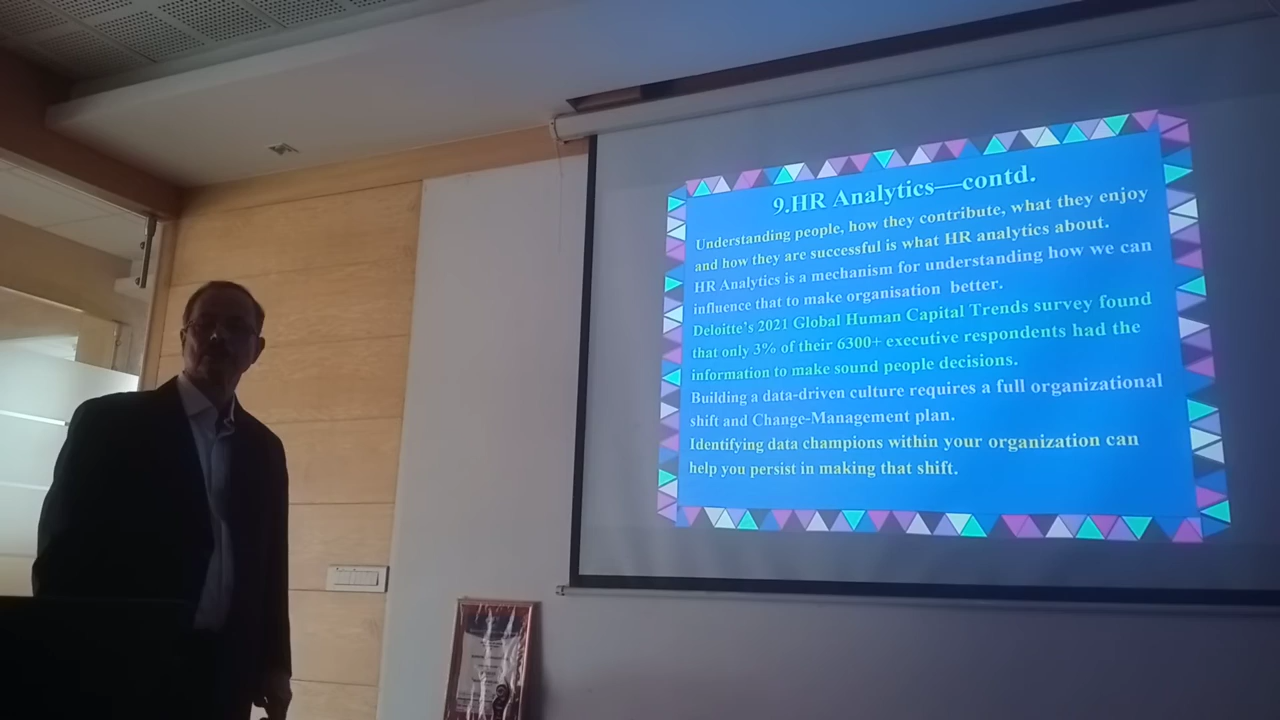 9.HR Analytics—contd.
Understanding people, how they contribute, what they enjoy
and how they are successful is what HR analytics about.
HR Analytics is a mechanism for understanding how we can
influence that to make organisation better.
Deloitte's 2021 Global Human Capital Trends survey found
that only 3% of their 6300+ executive respondents had the
information to make sound people decisions.
Building a data-driven culture requires a full organizational
shift and Change-Management plan.
Identifying data champions within your organization can
help you persist in making that shift.